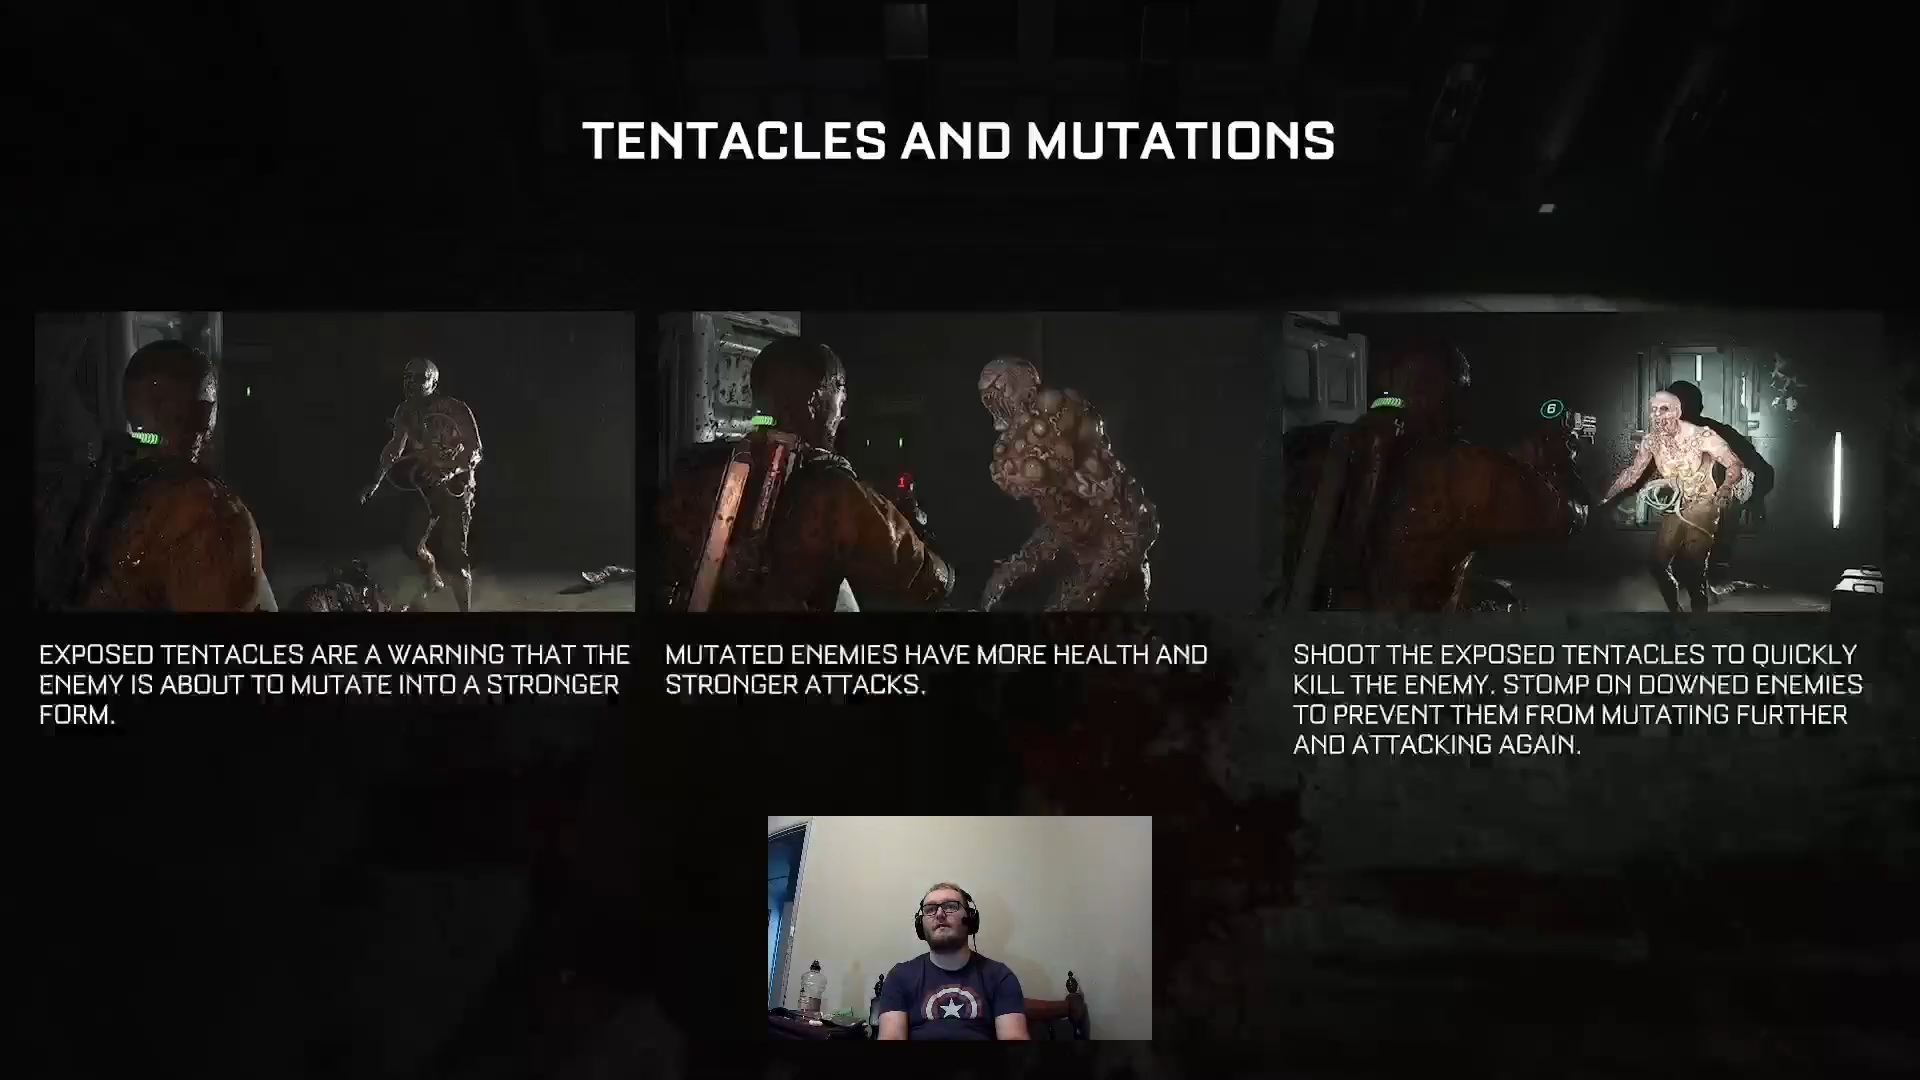 TENTACLES AND MUTATIONS
1
6
EXPOSED TENTACLES ARE A WARNING THAT THE
ENEMY IS ABOUT TO MUTATE INTO A STRONGER
FORM.
MUTATED ENEMIES HAVE MORE HEALTH AND
STRONGER ATTACKS.
SHOOT THE EXPOSED TENTACLES TO QUICKLY
KILL THE ENEMY. STOMP ON DOWNED ENEMIES
TO PREVENT THEM FROM MUTATING FURTHER
AND ATTACKING AGAIN.